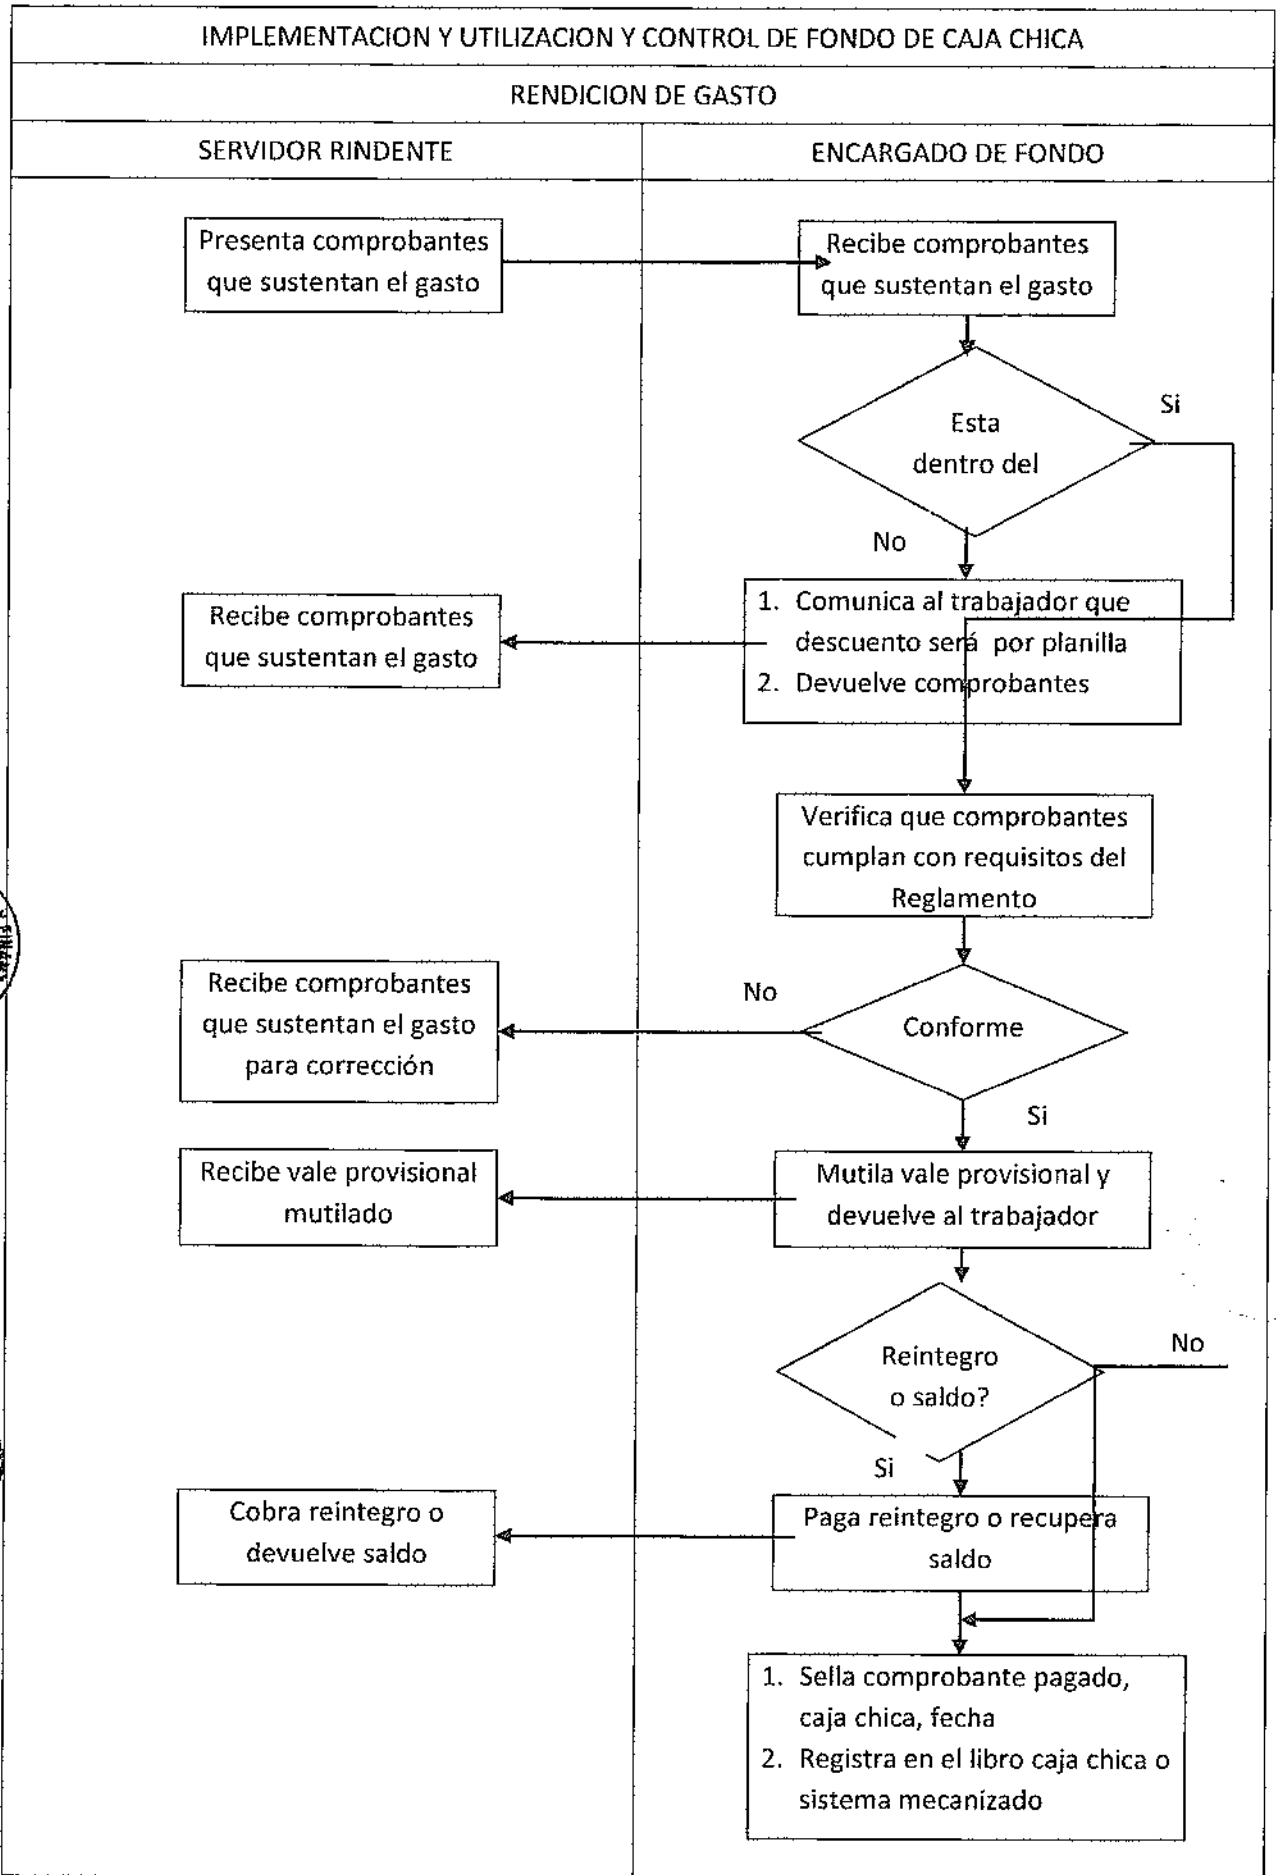 IMPLEMENTACION Y UTILIZACION Y CONTROL DE FONDO DE CAJA CHICA
RENDICION DE GASTO
SERVIDOR RINDENTE
ENCARGADO DE FONDO
Presenta comprobantes
que sustentan el gasto
Recibe comprobantes
que sustentan el gasto
Si
Esta
dentro del
No
1. Comunica al trabajador que
descuento será por planilla
2. Devuelve comprobantes
Recibe comprobantes
que sustentan el gasto
Verifica que comprobantes
cumplan con requisitos del
Reglamento
Recibe comprobantes
que sustentan el gasto
para corrección
No
Conforme
Si
Recibe vale provisional
mutilado
Mutila vale provisional y
devuelve al trabajador
No
Reintegro
o saldo?
Si
Cobra reintegro o
devuelve saldo
Paga reintegro o recupera
saldo
1. Sella comprobante pagado,
caja chica, fecha
2. Registra en el libro caja chica o
sistema mecanizado